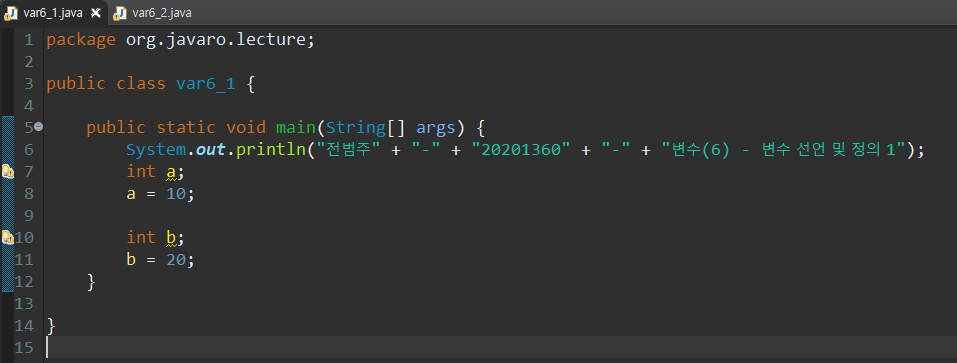 var6_1.java var6_2.java
1 package org.javaro.lecture;
2
3 public class var6_1 {
4
5 public static void main(String[] args) {
6 System.out.println("전범주" + "-" + "20201360" + "-" + "변수(6) - 변수 선언 및 정의 1");
7 int a;
8 a = 10;
9
10 int b;
11 b = 20;
12 }
13
14 }
15